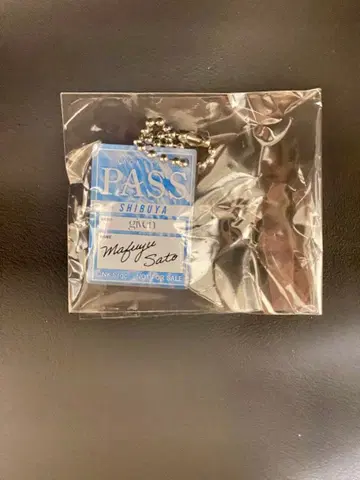 PASS
SHIBUYA
given
Mafuyu
Sato
NOT FOR SALE